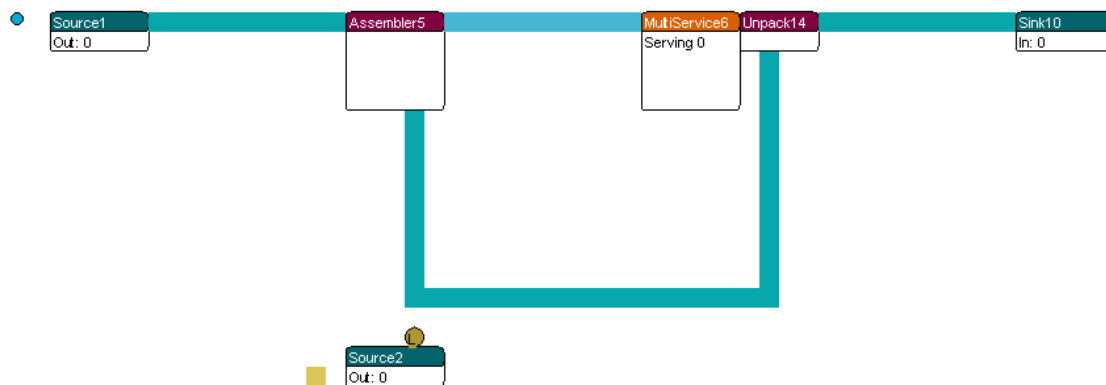 Source1
Out: 0
Assembler5
MultiService6
Serving 0
Unpack14
Sink10
In: 0
L
Source2
Out: 0